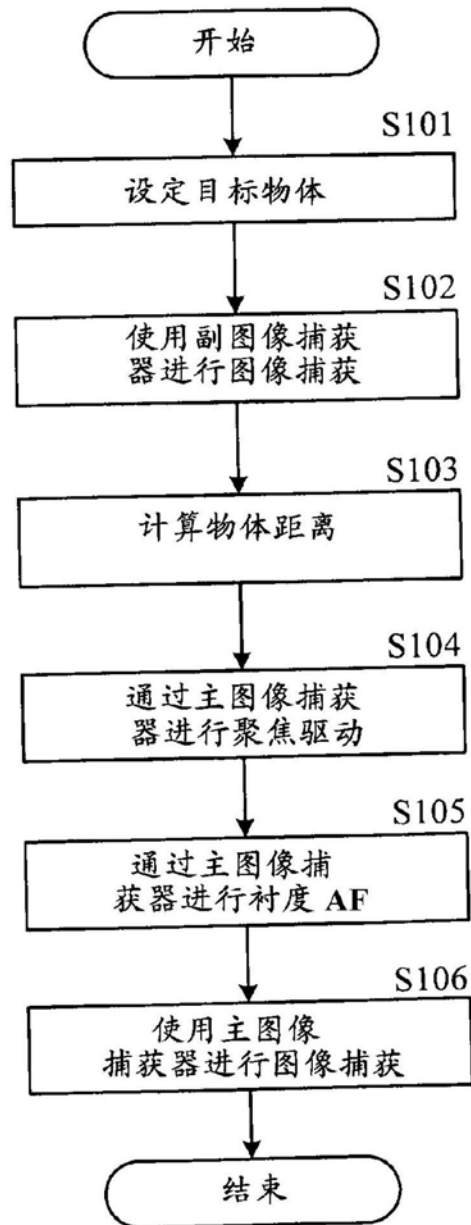 开始
S101
设定目标物体
S102
使用副图像捕获
器进行图像捕获
S103
计算物体距离
S104
通过主图像捕获
器进行聚焦驱动
S105
通过主图像捕
获器进行衬度 AF
S106
使用主图像
捕获器进行图像捕获
结束